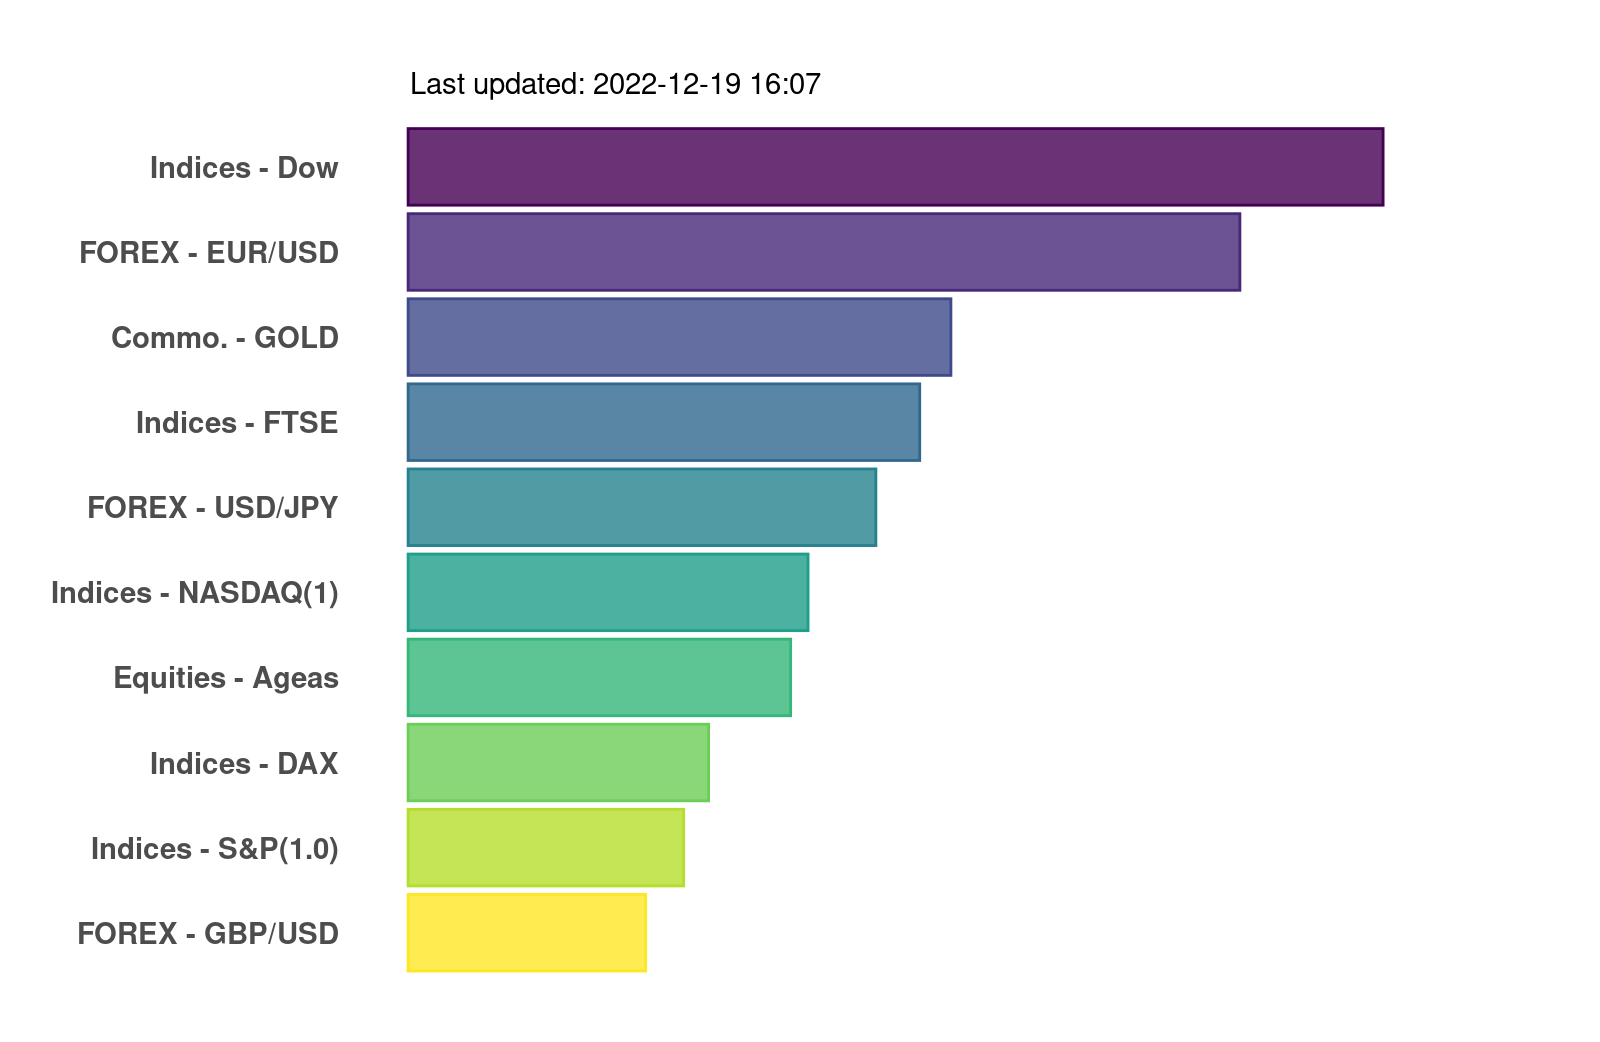 Last updated: 2022-12-19 16:07
Indices - Dow
FOREX - EUR/USD
Commo. - GOLD
Indices - FTSE
FOREX - USD/JPY
Indices - NASDAQ(1)
Equities - Ageas
Indices - DAX
Indices - S&P(1.0)
FOREX - GBP/USD